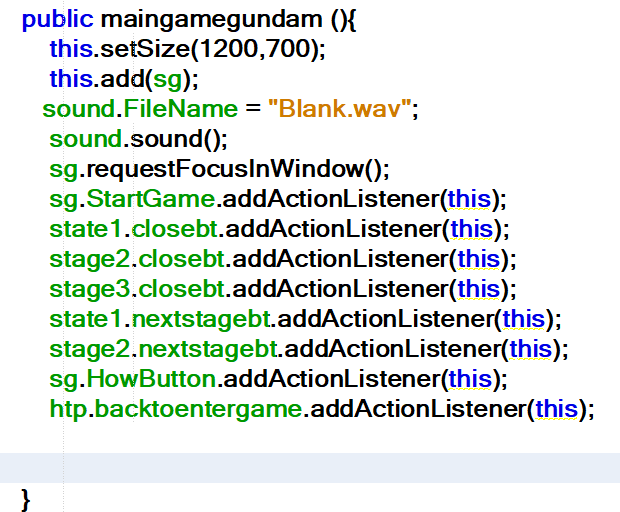 public maingamegundam (){
this.setSize(1200,700);
this.add(sg);
sound.FileName = "Blank.wav";
sound.sound();
sg.requestFocusInWindow();
sg.StartGame.addActionListener(this);
state1.closebt.addActionListener(this);
stage2.closebt.addActionListener(this);
stage3.closebt.addActionListener(this);
state1.nextstagebt.addActionListener(this);
stage2.nextstagebt.addActionListener(this);
sg.HowButton.addActionListener(this);
htp.backtoentergame.addActionListener(this);
}